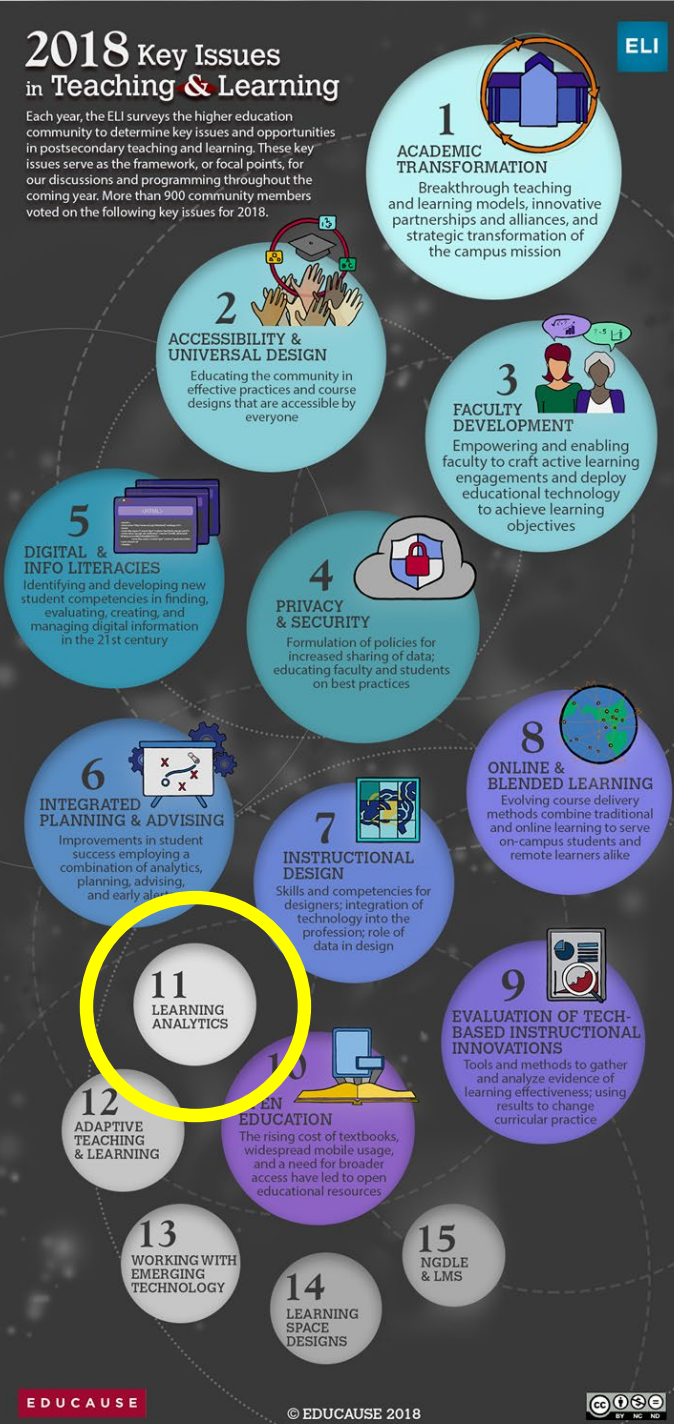 2018 Key Issues
in Teaching & Learning
ELI
Each year, the ELI surveys the higher education
community to determine key issues and opportunities
in postsecondary teaching and learning. These key
issues serve as the framework, or focal points, for
our discussions and programming throughout the
coming year. More than 900 community members
voted on the following key issues for 2018.
1
ACADEMIC
TRANSFORMATION
Breakthrough teaching
and learning models, innovative
partnerships and alliances, and
strategic transformation of
the campus mission
2
ACCESSIBILITY &
UNIVERSAL DESIGN
Educating the community in
effective practices and course
designs that are accessible by
everyone
3
FACULTY
DEVELOPMENT
Empowering and enabling
faculty to craft active learning
engagements and deploy
educational technology
to achieve learning
objectives
5
DIGITAL &
INFO LITERACIES
Identifying and developing new
student competencies in finding,
evaluating, creating, and
managing digital information
in the 21st century
4
PRIVACY
& SECURITY
Formulation of policies for
increased sharing of data;
educating faculty and students
on best practices
6
INTEGRATED
PLANNING & ADVISING
Improvements in student
success employing a
combination of analytics,
planning, advising,
and early alert
7
INSTRUCTIONAL
DESIGN
Skills and competencies for
designers; integration of
technology into the
profession; role of
data in design
8
ONLINE &
BLENDED LEARNING
Evolving course delivery
methods combine traditional
and online learning to serve
on-campus students and
remote learners alike
11
LEARNING
ANALYTICS
9
EVALUATION OF TECH-
BASED INSTRUCTIONAL
INNOVATIONS
Tools and methods to gather
and analyze evidence of
learning effectiveness; using
results to change
curricular practice
10
EDUCATION
The rising cost of textbooks,
widespread mobile usage,
and a need for broader
access have led to open
educational resources
12
ADAPTIVE
TEACHING
& LEARNING
13
WORKING WITH
EMERGING
TECHNOLOGY
14
LEARNING
SPACE
DESIGNS
15
NGDLE
& LMS
EDUCAUSE
© EDUCAUSE 2018
cc
BY NC ND